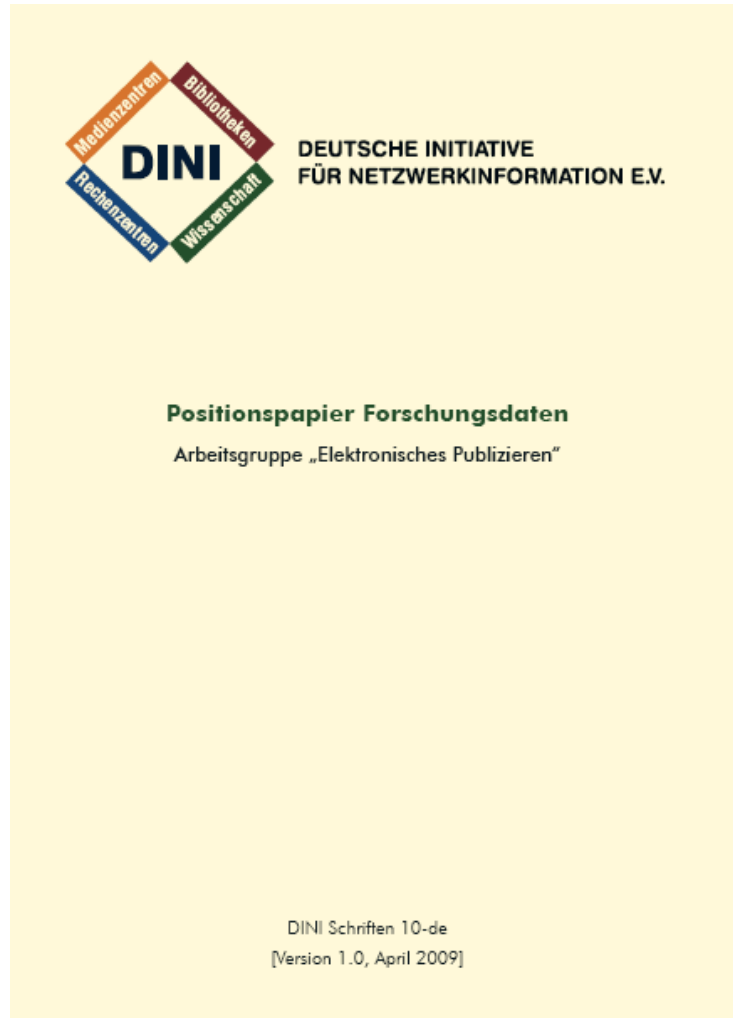 Medienzentren
Bibliotheken
DINI
Rechenzentren
Wissenschaft
DEUTSCHE INITIATIVE
FÜR NETZWERKINFORMATION E.V.
Positionspapier Forschungsdaten
Arbeitsgruppe „Elektronisches Publizieren“
DINI Schriften 10-de
[Version 1.0, April 2009]